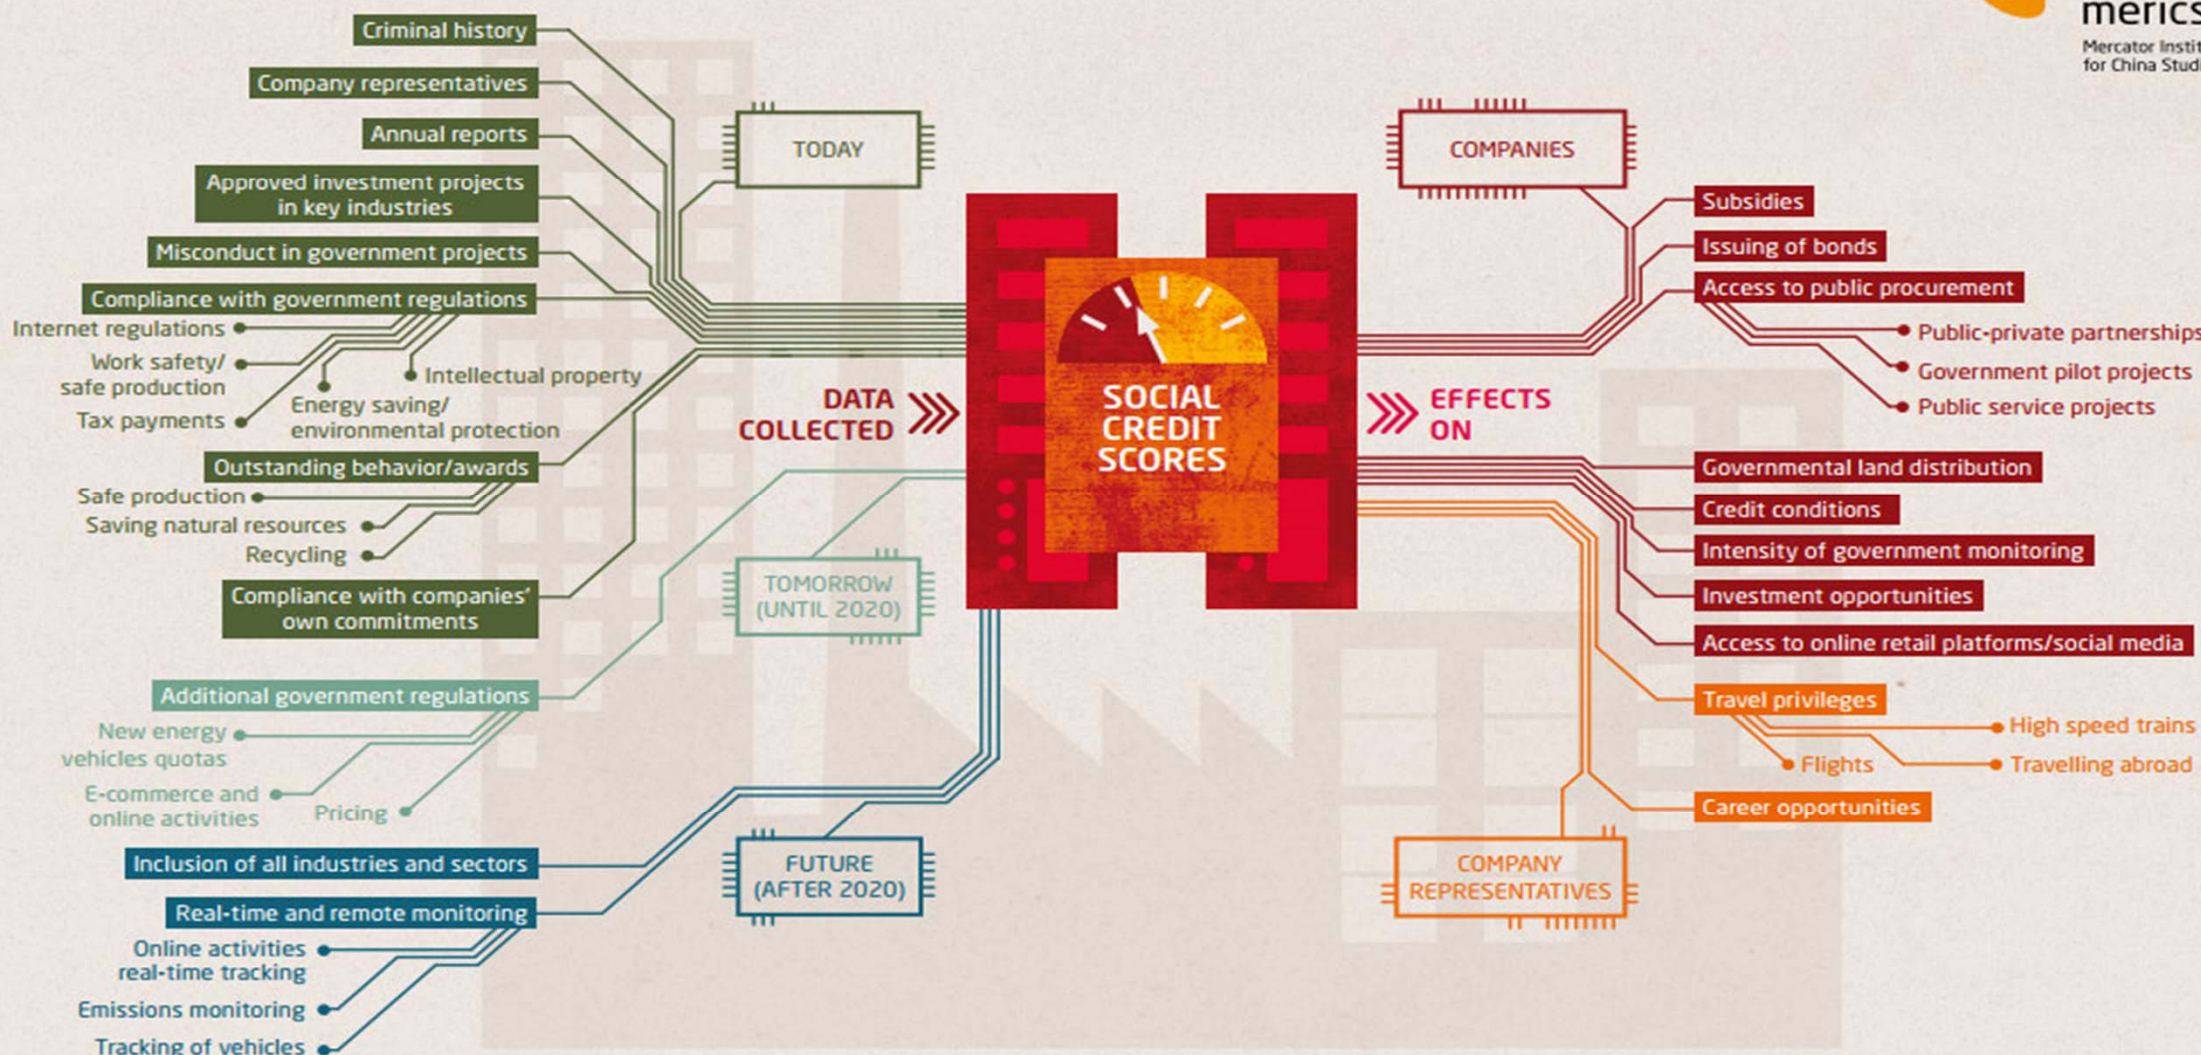 merics
Mercator Instit
for China Stud
Criminal history
Company representatives
Annual reports
Approved investment projects
in key industries
Misconduct in government projects
Compliance with government regulations
Internet regulations
Work safety/
safe production
Tax payments
Energy saving/
environmental protection
Intellectual property
Outstanding behavior/awards
Safe production
Saving natural resources
Recycling
Compliance with companies'
own commitments
Additional government regulations
New energy
vehicles quotas
E-commerce and
online activities
Pricing
Inclusion of all industries and sectors
Real-time and remote monitoring
Online activities
real-time tracking
Emissions monitoring
Tracking of vehicles
TODAY
DATA
COLLECTED
TOMORROW
(UNTIL 2020)
FUTURE
(AFTER 2020)
SOCIAL
CREDIT
SCORES
EFFECTS
ON
COMPANIES
Subsidies
Issuing of bonds
Access to public procurement
Public-private partnerships
Government pilot projects
Public service projects
Governmental land distribution
Credit conditions
Intensity of government monitoring
Investment opportunities
Access to online retail platforms/social media
Travel privileges
High speed trains
Flights
Travelling abroad
Career opportunities
COMPANY
REPRESENTATIVES